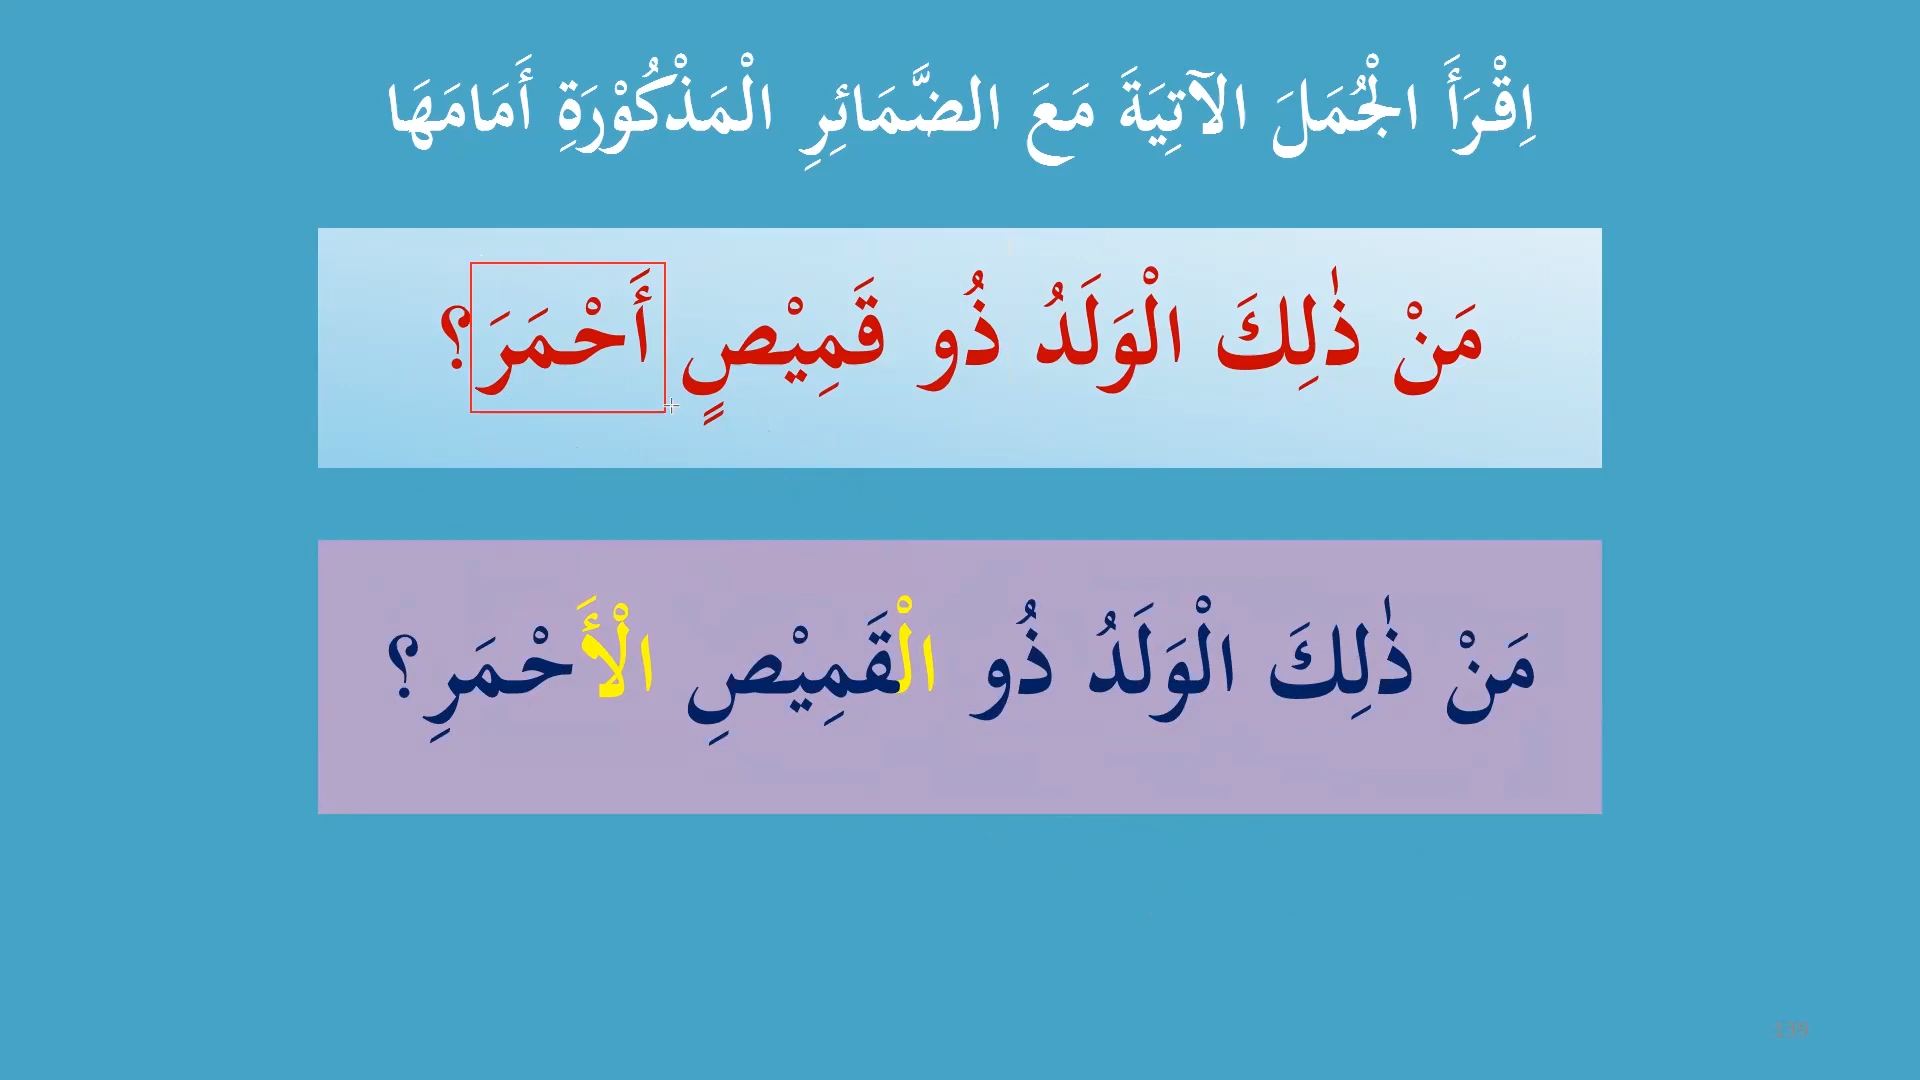 اِقْرَأَ الْجُمَلَ الآتِيَةَ مَعَ الضَّمَائِرِ الْمَذْكُوْرَةِ أَمَامَهَا
مَنْ ذٰلِكَ الْوَلَدُ ذُو قَمِيْصٍ أَحْمَرَ؟
مَنْ ذٰلِكَ الْوَلَدُ ذُو الْقَمِيْصِ الْأَحْمَرِ؟